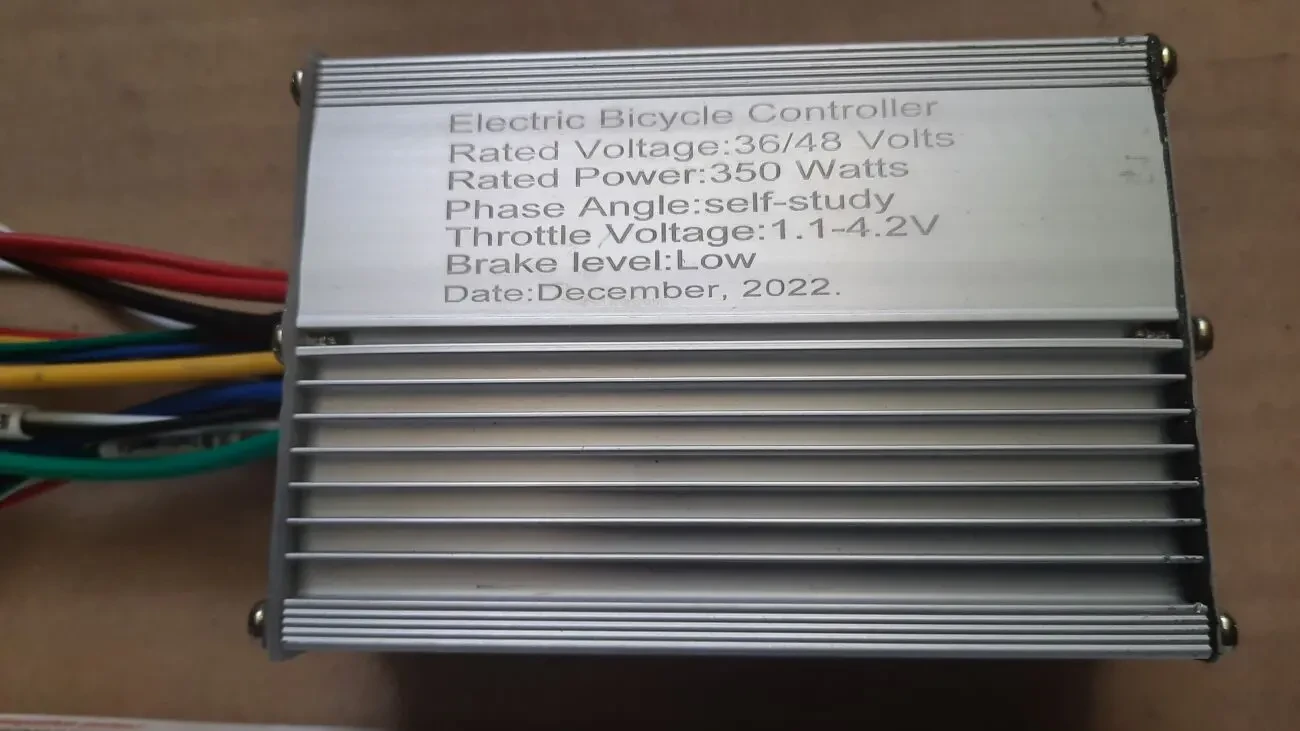 Electric Bicycle Controller
Rated Voltage:36/48 Volts
Rated Power:350 Watts
Phase Angle:self-study
Throttle Voltage:1.1-4.2V
Brake level:Low
Date:December, 2022.